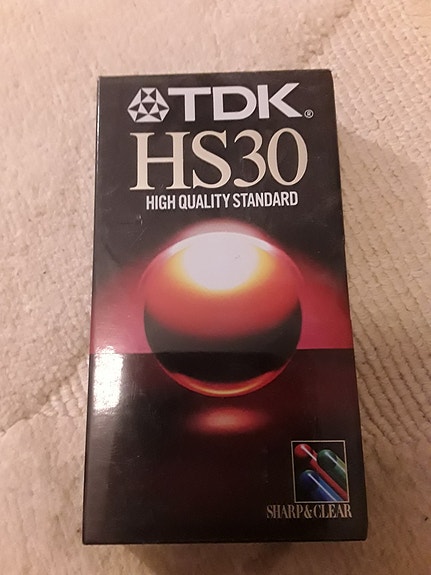 TDK®
HS30
HIGH QUALITY STANDARD
SHARP&CLEAR